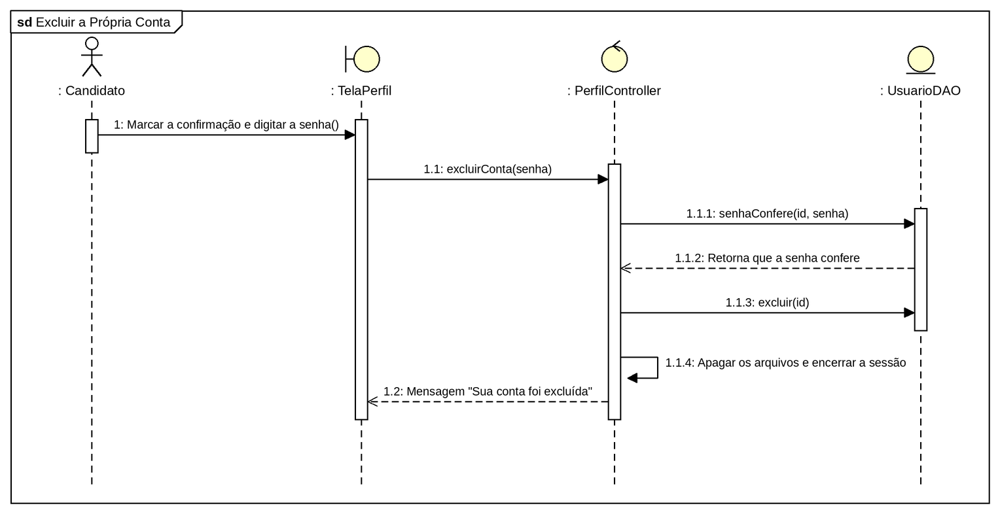 sd Excluir a Própria Conta
: Candidato
: TelaPerfil
: PerfilController
: UsuarioDAO
1: Marcar a confirmação e digitar a senha()
1.1: excluirConta(senha)
1.1.1: senhaConfere(id, senha)
1.1.2: Retorna que a senha confere
1.1.3: excluir(id)
1.1.4: Apagar os arquivos e encerrar a sessão
1.2: Mensagem "Sua conta foi excluída"